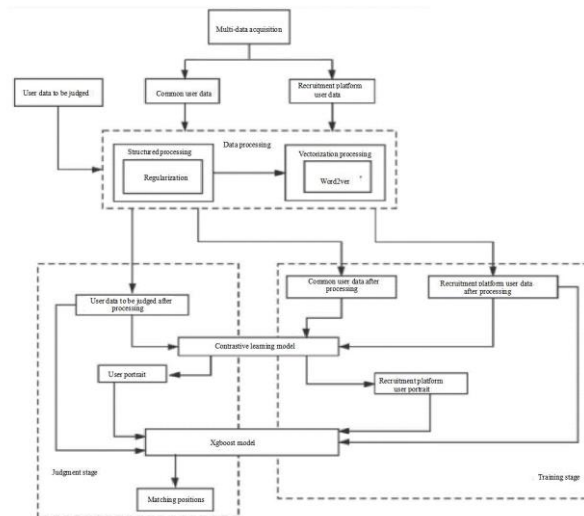 Multi-data acquisition
User data to be judged
Common user data
Recruitment platform
user data
Data processing
Structured processing
Regularization
Vectorization processing
Word2ver
User data to be judged after
processing
Common user data after
processing
Recruitment platform user data
after processing
Contrastive learning model
User portrait
Recruitment platform
user portrait
Xgboost model
Judgment stage
Training stage
Matching positions